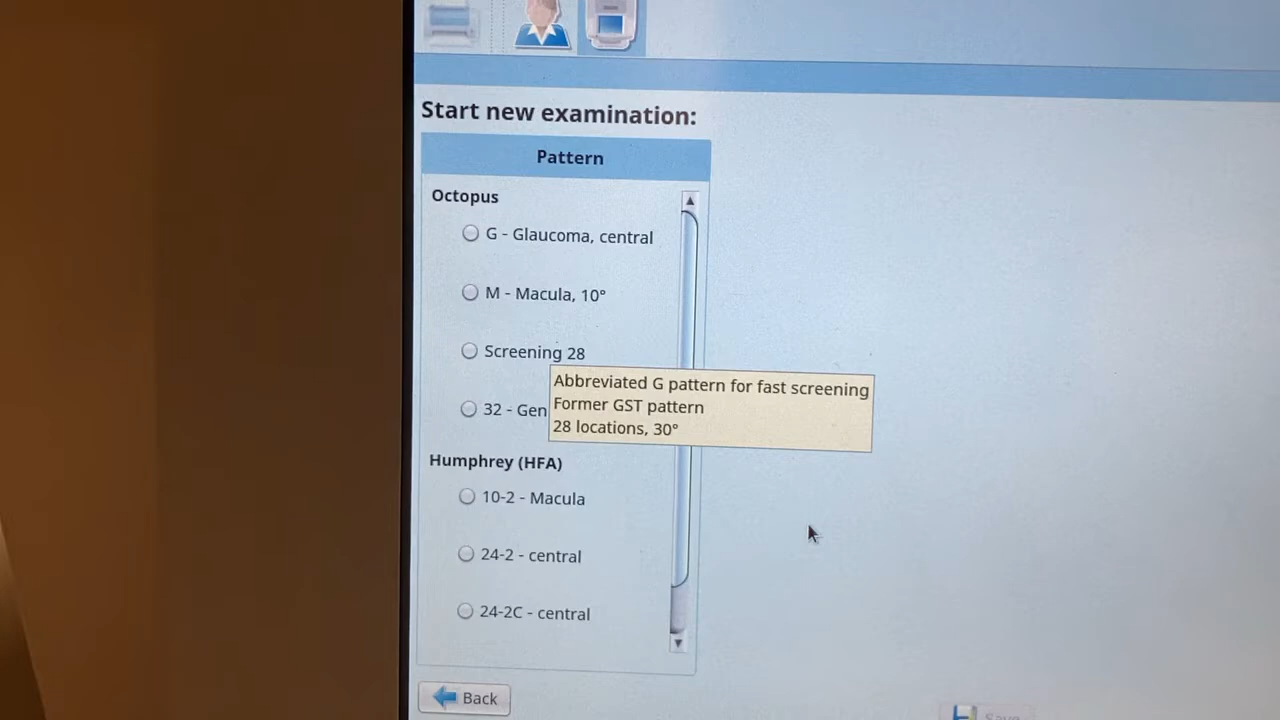 Start new examination:
Pattern
Octopus
G - Glaucoma, central
M - Macula, 10°
Screening 28
Abbreviated G pattern for fast screening
Former GST pattern
28 locations, 30°
32 - Gen
Humphrey (HFA)
10-2 - Macula
24-2 - central
24-2C - central
Back
Save